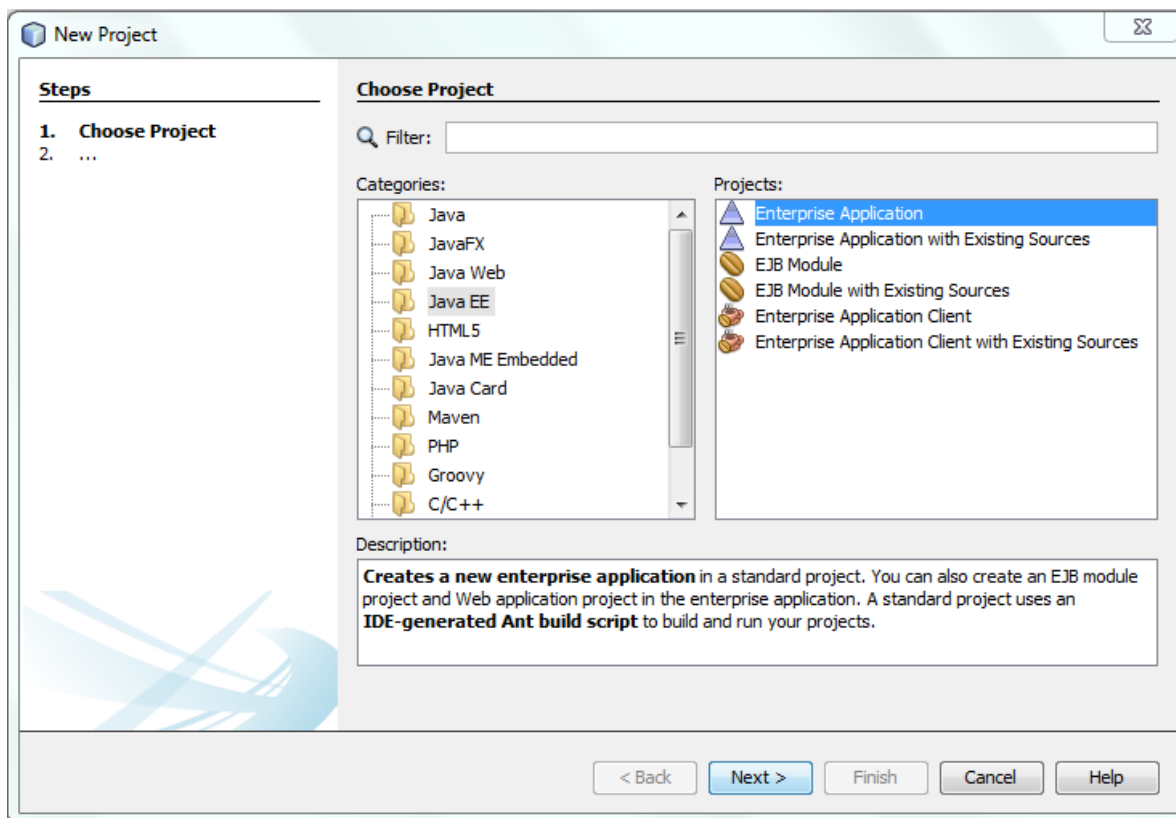 New Project
Steps
1. Choose Project
2. ...
Choose Project
Filter:
Categories:
Java
JavaFX
Java Web
Java EE
HTML5
Java ME Embedded
Java Card
Maven
PHP
Groovy
C/C++
Projects:
Enterprise Application
Enterprise Application with Existing Sources
EJB Module
EJB Module with Existing Sources
Enterprise Application Client
Enterprise Application Client with Existing Sources
Description:
Creates a new enterprise application in a standard project. You can also create an EJB module
project and Web application project in the enterprise application. A standard project uses an
IDE-generated Ant build script to build and run your projects.
< Back
Next >
Finish
Cancel
Help